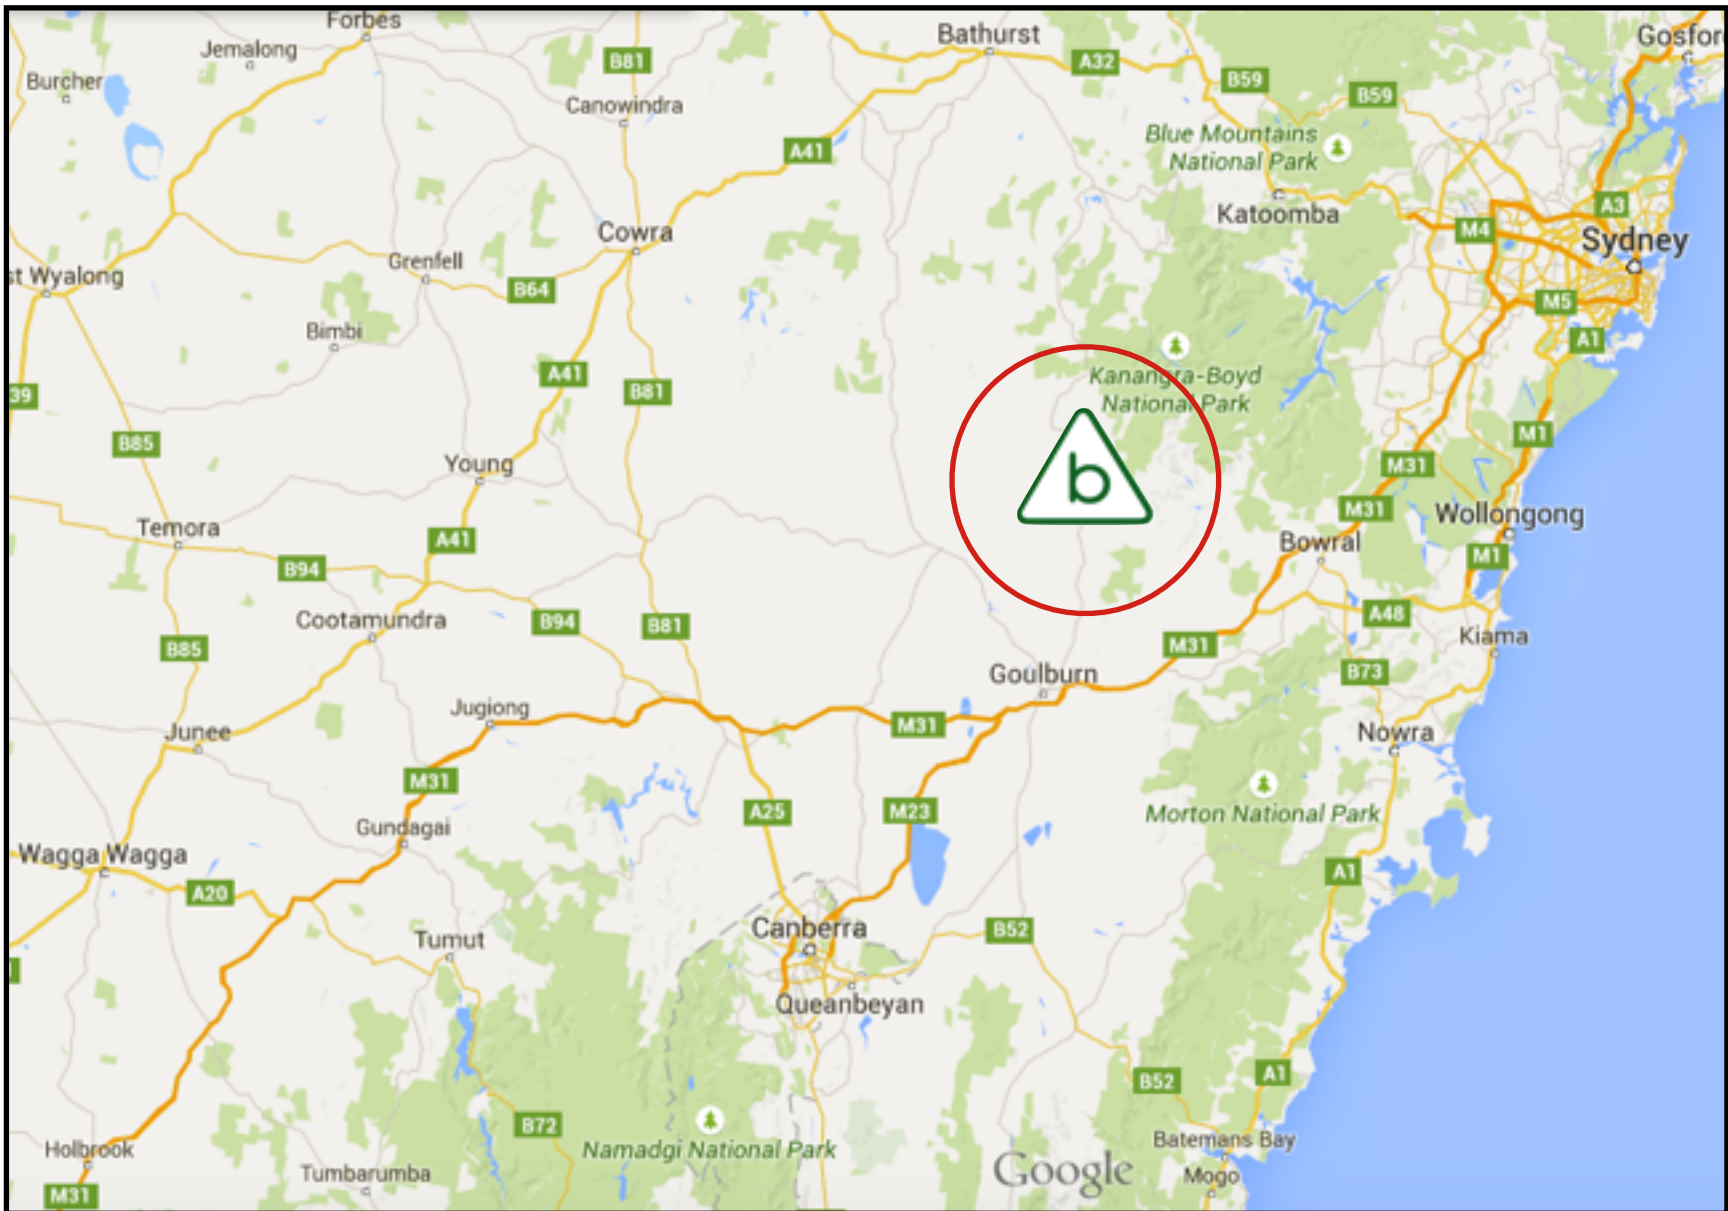 Forbes
Jemalong
Burcher
B81
Canowindra
Bathurst
A32
B59
B59
Gosfor
Blue Mountains
National Park
A41
Katoomba
A3
M4
Sydney
M5
A1
Cowra
Grenfell
B64
st Wyalong
Bimbi
A41
B81
39
B85
Kanangra-Boyd
National Park
b
M1
M31
M31
Wollongong
Bowral
M1
Young
Temora
A41
B94
Cootamundra
B94
B81
B85
A48
Kiama
M31
B73
Goulburn
Jugiong
M31
Junee
Nowra
M31
A25
M23
Morton National Park
Gundagai
Wagga Wagga
A20
A1
Canberra
B52
Tumut
Queanbeyan
B52
A1
B72
Namadgi National Park
Batemans Bay
Google
Mogo
Holbrook
Tumbarumba
M31